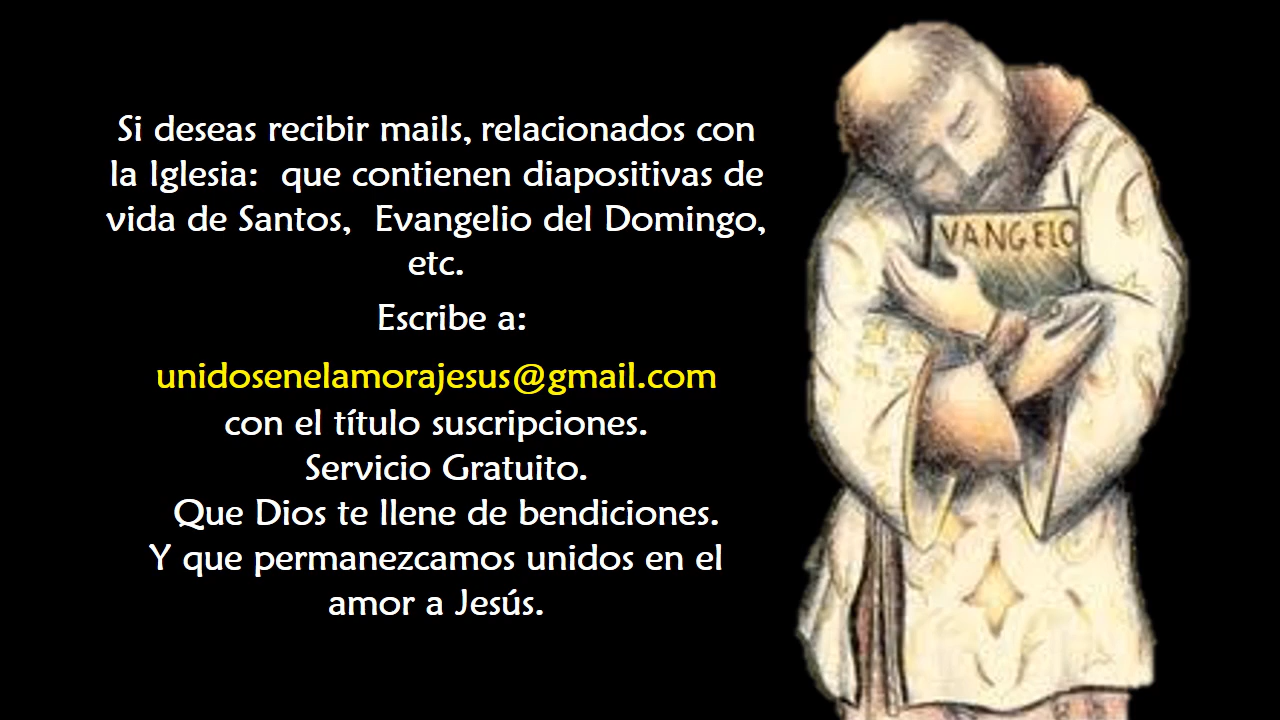 Si deseas recibir mails, relacionados con
la Iglesia:  que contienen diapositivas de
vida de Santos,  Evangelio del Domingo,
etc.
Escribe a:
unidosenelamorajesus@gmail.com
con el título suscripciones.
Servicio Gratuito.
Que Dios te llene de bendiciones.
Y que permanezcamos unidos en el
amor a Jesús.
VANGELO